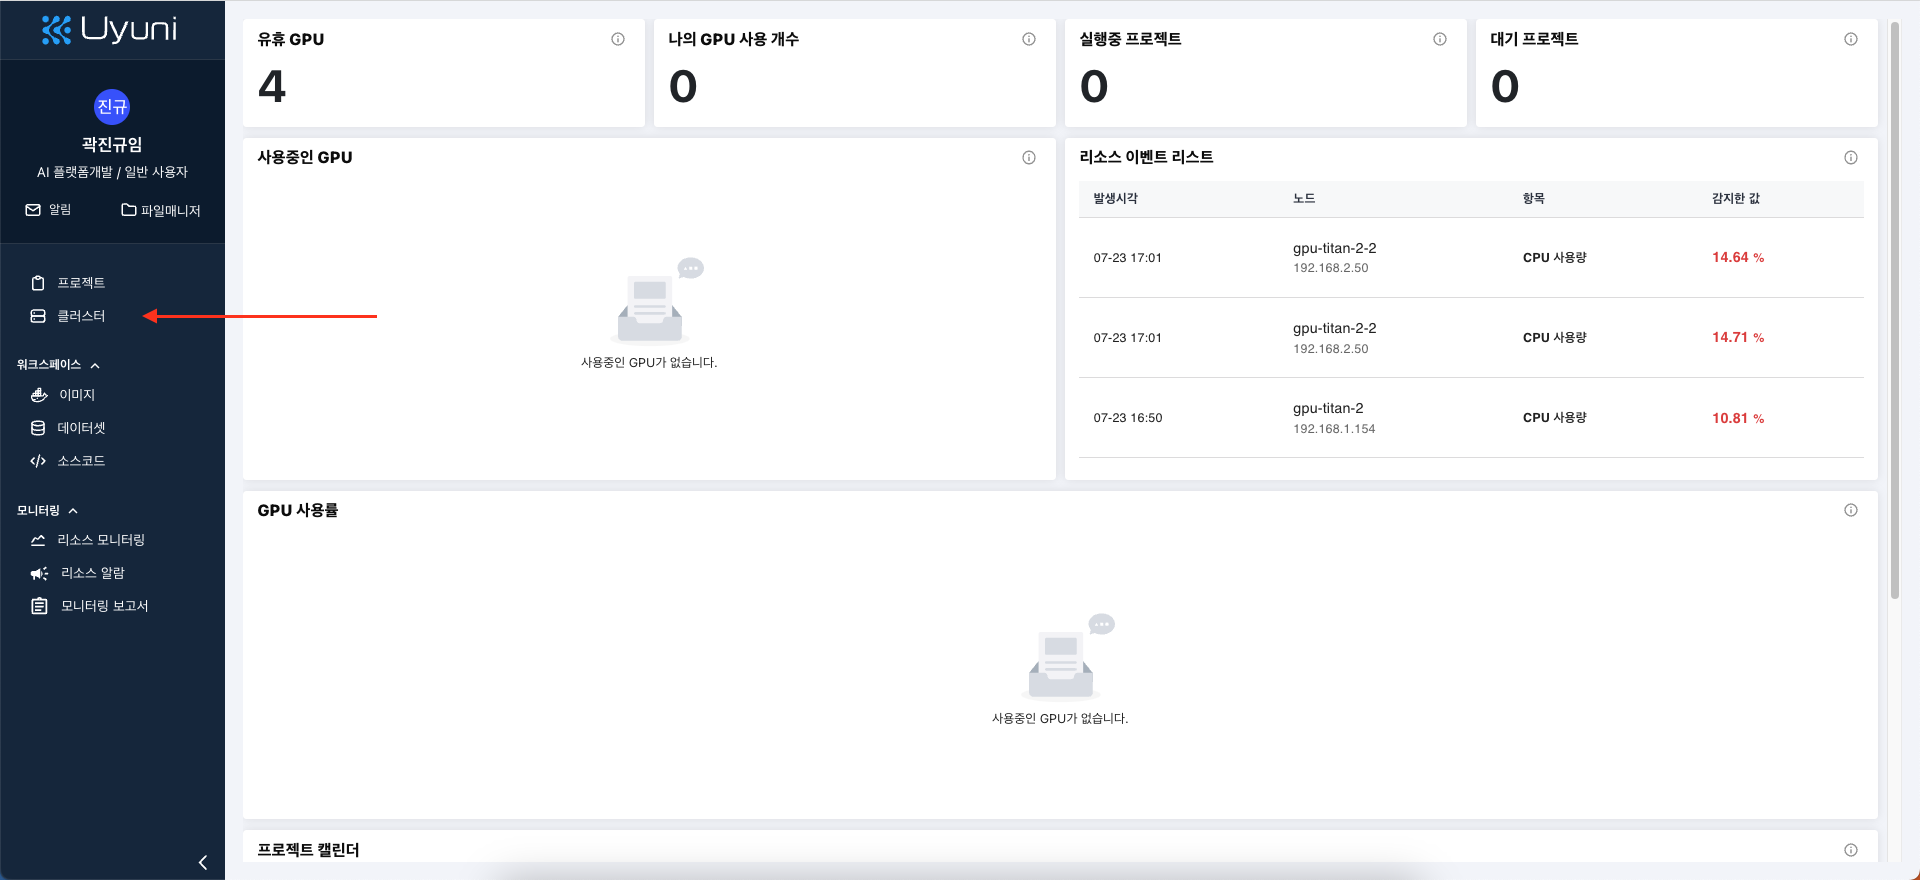 Uyuni
진규
곽진규임
AI 플랫폼개발 / 일반 사용자
알림
파일매니저
프로젝트
클러스터
워크스페이스
이미지
데이터셋
소스코드
모니터링
리소스 모니터링
리소스 알람
모니터링 보고서
유휴 GPU
4
나의 GPU 사용 개수
0
실행중 프로젝트
0
대기 프로젝트
0
사용중인 GPU
사용중인 GPU가 없습니다.
리소스 이벤트 리스트
발생시각 노드 항목 감지한 값
07-23 17:01 gpu-titan-2-2 CPU 사용량 14.64 %
192.168.2.50
07-23 17:01 gpu-titan-2-2 CPU 사용량 14.71 %
192.168.2.50
07-23 16:50 gpu-titan-2 CPU 사용량 10.81 %
192.168.1.154
GPU 사용률
사용중인 GPU가 없습니다.
프로젝트 캘린더